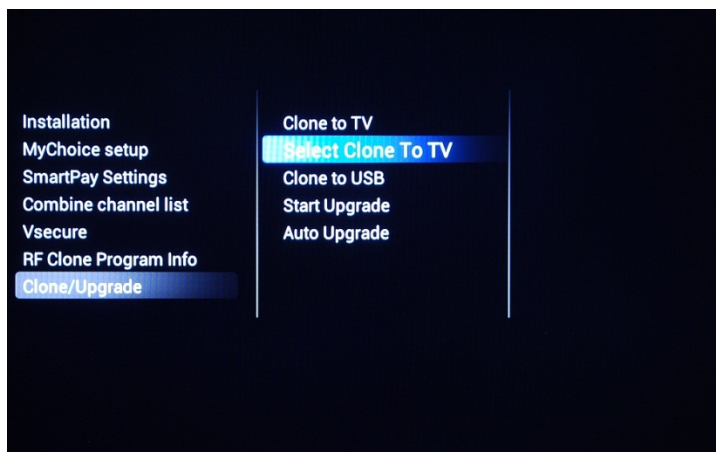 Installation
MyChoice setup
SmartPay Settings
Combine channel list
Vsecure
RF Clone Program Info
Clone/Upgrade
Clone to TV
Select Clone To TV
Clone to USB
Start Upgrade
Auto Upgrade